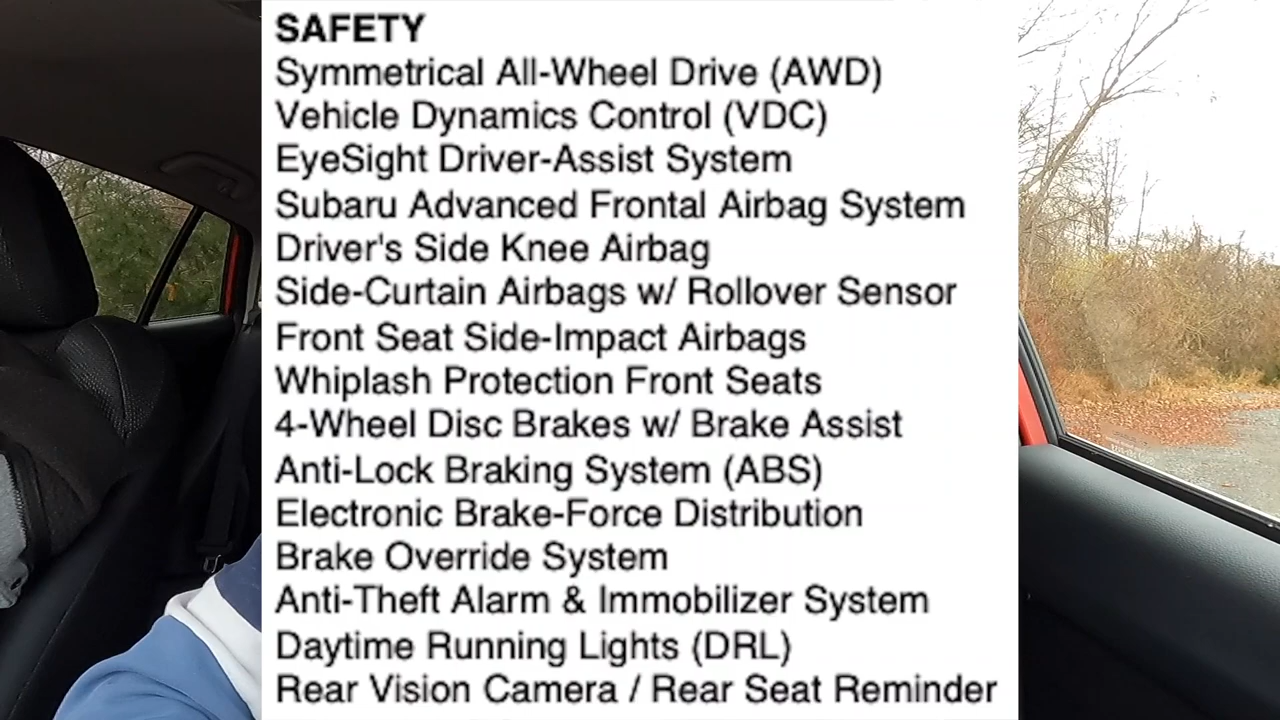 SAFETY
Symmetrical All-Wheel Drive (AWD)
Vehicle Dynamics Control (VDC)
EyeSight Driver-Assist System
Subaru Advanced Frontal Airbag System
Driver's Side Knee Airbag
Side-Curtain Airbags w/ Rollover Sensor
Front Seat Side-Impact Airbags
Whiplash Protection Front Seats
4-Wheel Disc Brakes w/ Brake Assist
Anti-Lock Braking System (ABS)
Electronic Brake-Force Distribution
Brake Override System
Anti-Theft Alarm & Immobilizer System
Daytime Running Lights (DRL)
Rear Vision Camera / Rear Seat Reminder